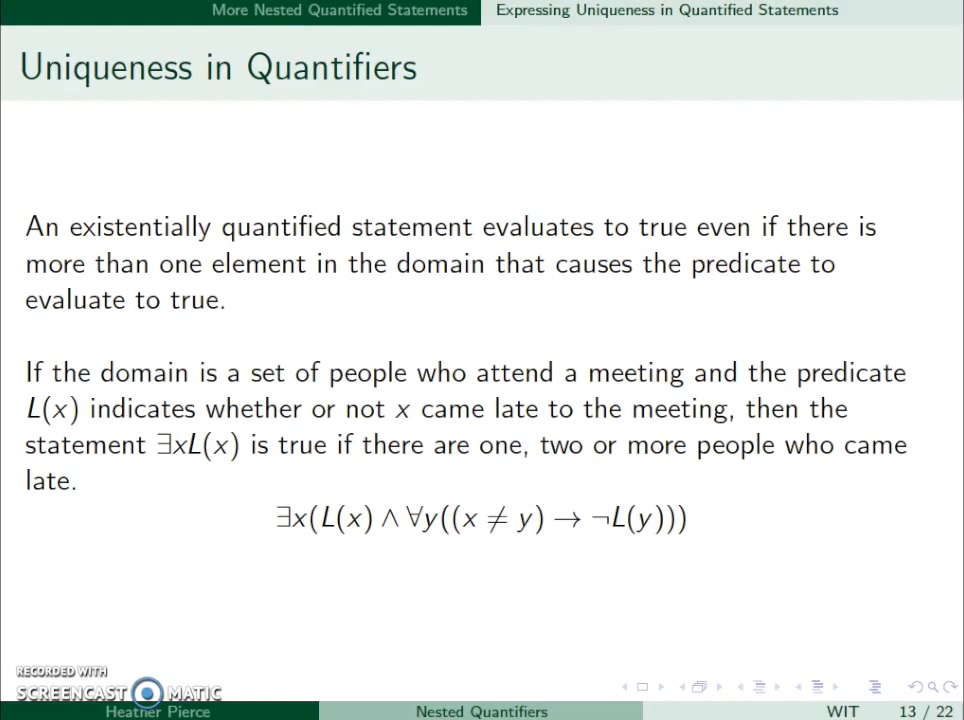 More Nested Quantified Statements Expressing Uniqueness in Quantified Statements
Uniqueness in Quantifiers
An existentially quantified statement evaluates to true even if there is
more than one element in the domain that causes the predicate to
evaluate to true.
If the domain is a set of people who attend a meeting and the predicate
L(x) indicates whether or not x came late to the meeting, then the
statement ∃xL(x) is true if there are one, two or more people who came
late.
∃x(L(x) ∧ ∀y((x ≠ y) → ¬L(y)))
RECORDED WITH
SCREENCAST MATIC
Heather Pierce Nested Quantifiers WIT 13 / 22